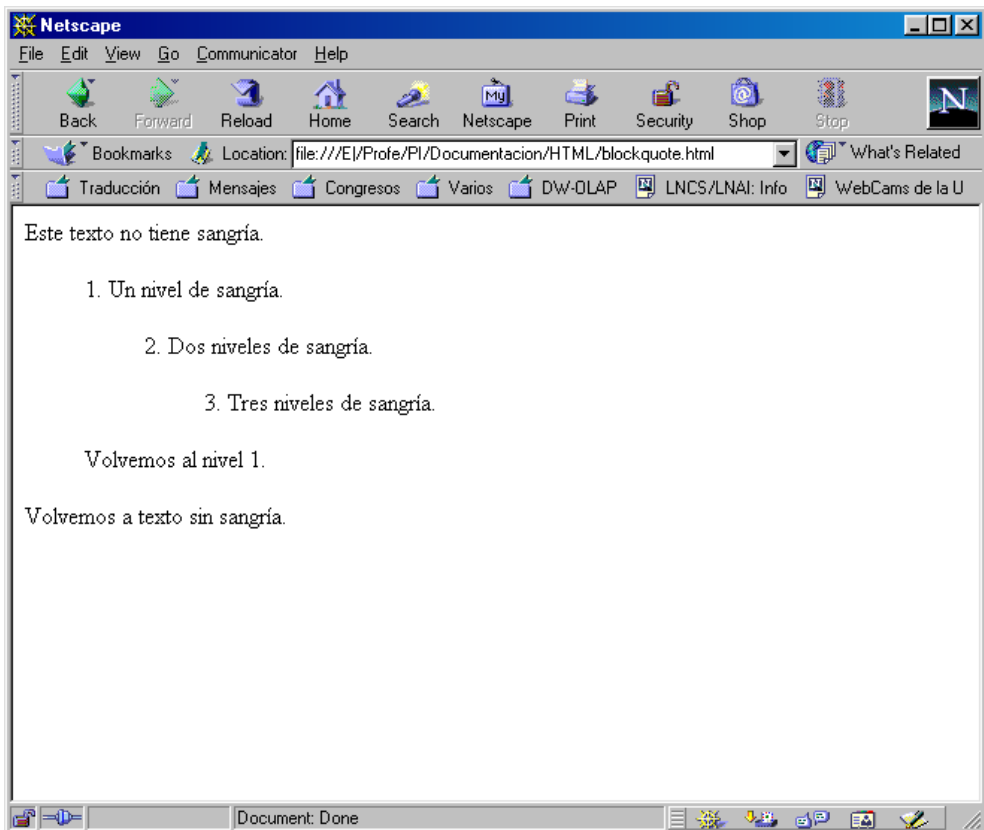 Netscape
File Edit View Go Communicator Help
My N
Back Forward Reload Home Search Netscape Print Security Shop Stop
Bookmarks Location: file:///E|/Profe/PI/Documentacion/HTML/blockquote.html What's Related
Traducción Mensajes Congresos Varios DW-OLAP LNCS/LNAI: Info WebCams de la U
Este texto no tiene sangría.
1. Un nivel de sangría.
2. Dos niveles de sangría.
3. Tres niveles de sangría.
Volvemos al nivel 1.
Volvemos a texto sin sangría.
Document: Done